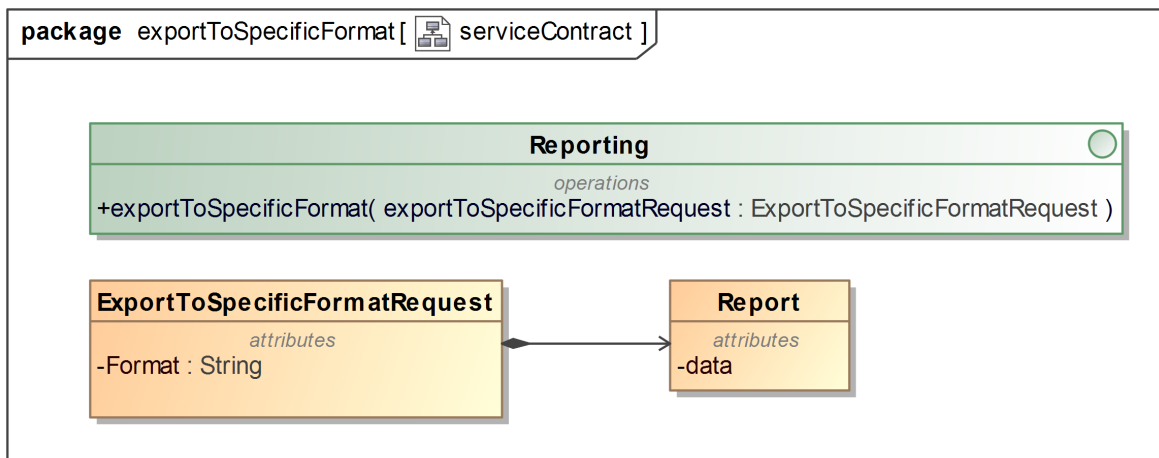 package exportToSpecificFormat[ serviceContract ]
Reporting
operations
+exportToSpecificFormat( exportToSpecificFormatRequest : ExportToSpecificFormatRequest )
ExportToSpecificFormatRequest
attributes
-Format : String
Report
attributes
-data